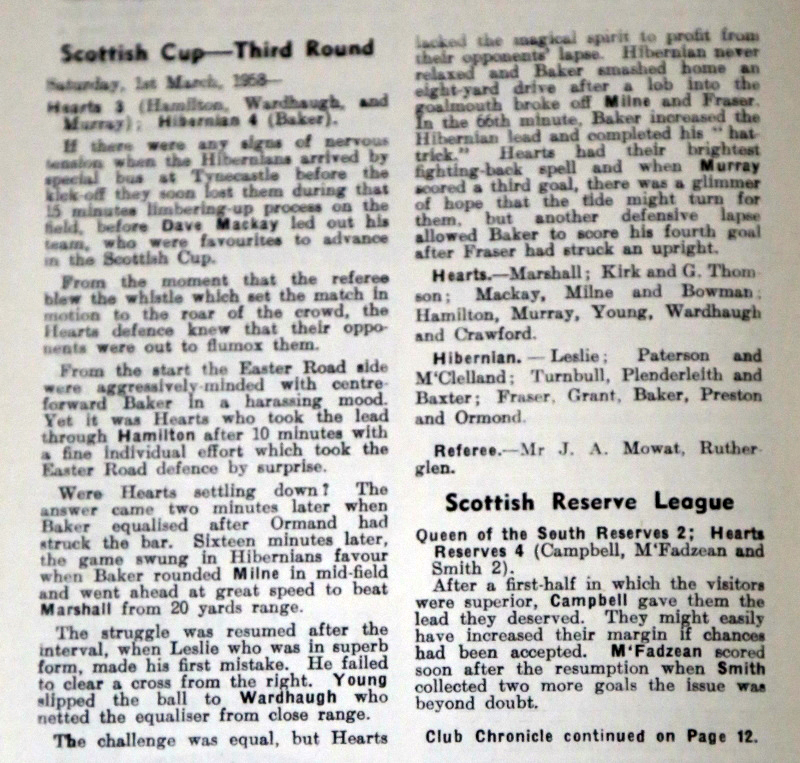 Scottish Cup—Third Round
Saturday, 1st March, 1958—
Hearts 3 (Hamilton, Wardhaugh, and
Murray); Hibernian 4 (Baker).
If there were any signs of nervous
tension when the Hibernians arrived by
special bus at Tynecastle before the
kick-off they soon lost them during that
15 minutes limbering-up process on the
field, before Dave Mackay led out his
team, who were favourites to advance
in the Scottish Cup.
From the moment that the referee
blew the whistle which set the match in
motion to the roar of the crowd, the
Hearts defence knew that their oppo-
nents were out to flumox them.
From the start the Easter Road side
were aggressively-minded with centre-
forward Baker in a harassing mood.
Yet it was Hearts who took the lead
through Hamilton after 10 minutes with
a fine individual effort which took the
Easter Road defence by surprise.
Were Hearts settling down? The
answer came two minutes later when
Baker equalised after Ormand had
struck the bar. Sixteen minutes later,
the game swung in Hibernians favour
when Baker rounded Milne in mid-field
and went ahead at great speed to beat
Marshall from 20 yards range.
The struggle was resumed after the
interval, when Leslie who was in superb
form, made his first mistake. He failed
to clear a cross from the right. Young
slipped the ball to Wardhaugh who
netted the equaliser from close range.
The challenge was equal, but Hearts
lacked the magical spirit to profit from
their opponents' lapse. Hibernian never
relaxed and Baker smashed home an
eight-yard drive after a lob into the
goalmouth broke off Milne and Fraser.
In the 66th minute, Baker increased the
Hibernian lead and completed his "hat
trick." Hearts had their brightest
fighting-back spell and when Murray
scored a third goal, there was a glimmer
of hope that the tide might turn for
them, but another defensive lapse
allowed Baker to score his fourth goal
after Fraser had struck an upright.
Hearts.—Marshall; Kirk and G. Thom
son; Mackay, Milne and Bowman;
Hamilton, Murray, Young, Wardhaugh
and Crawford.
Hibernian.—Leslie; Paterson and
M'Clelland; Turnbull, Plenderleith and
Baxter; Fraser, Grant, Baker, Preston
and Ormond.
Referee.—Mr J. A. Mowat, Ruther-
glen.
Scottish Reserve League
Queen of the South Reserves 2; Hearts
Reserves 4 (Campbell, M'Fadzean and
Smith 2).
After a first-half in which the visitors
were superior, Campbell gave them the
lead they deserved. They might easily
have increased their margin if chances
had been accepted. M'Fadzean scored
soon after the resumption when Smith
collected two more goals the issue was
beyond doubt.
Club Chronicle continued on Page 12.